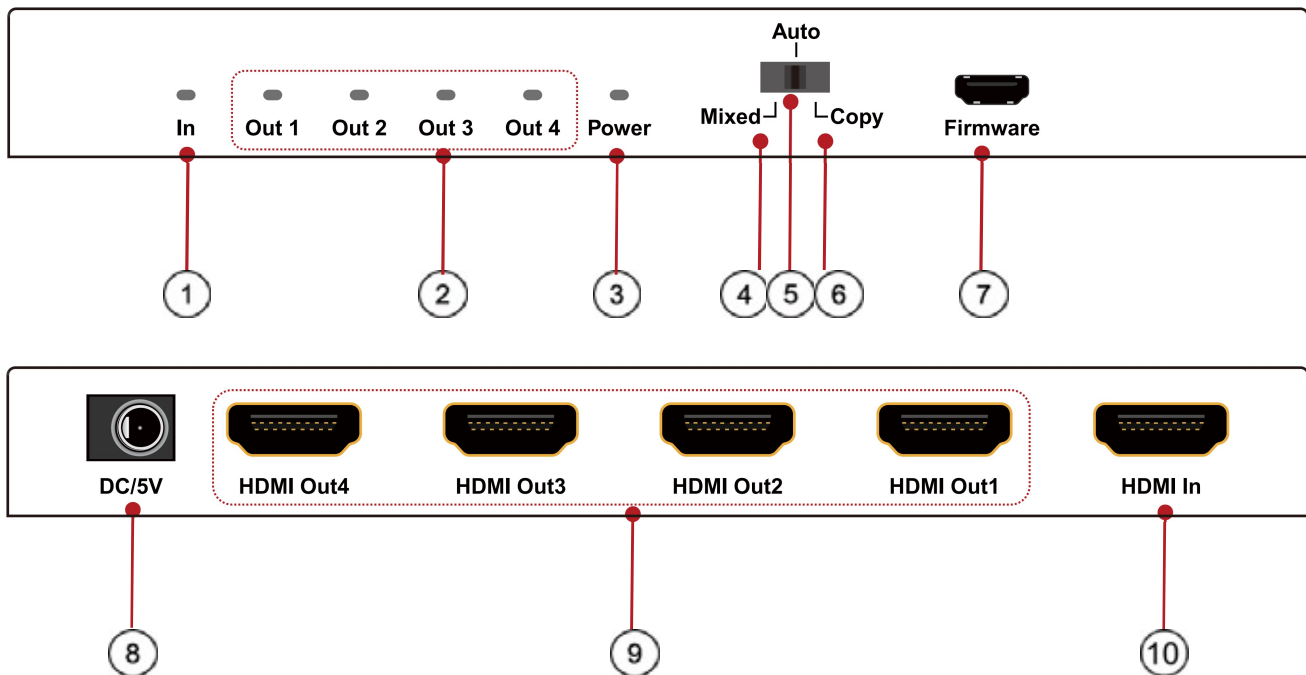 Auto
Mixed Copy
In Out 1 Out 2 Out 3 Out 4 Power Firmware
1 2 3 4 5 6 7
DC/5V HDMI Out4 HDMI Out3 HDMI Out2 HDMI Out1 HDMI In
8 9 10